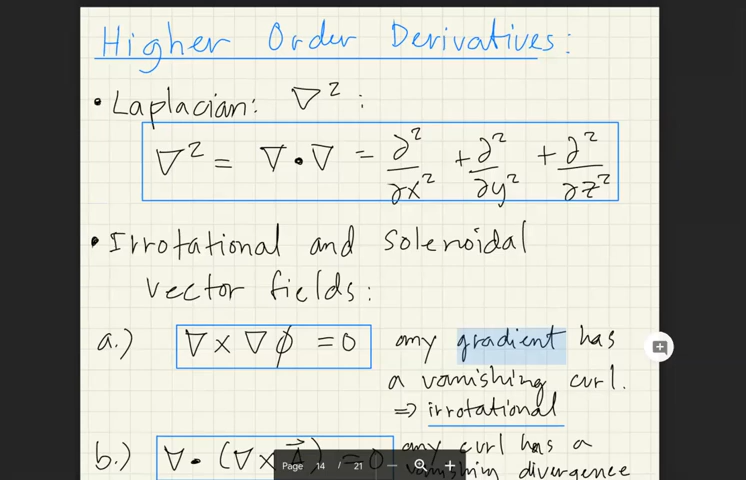 Higher Order Derivatives:
• Laplacian: ∇² :
∇² = ∇ • ∇ = ∂²/∂x² + ∂²/∂y² + ∂²/∂z²
• Irrotational and Solenoidal
vector fields:
a.) ∇ × ∇ϕ = 0 any gradient has
a vanishing curl.
⇒ irrotational
b.) ∇ • (∇ × A⃗) = 0 any curl has a
vanishin divergence
Page 14 / 21 — +